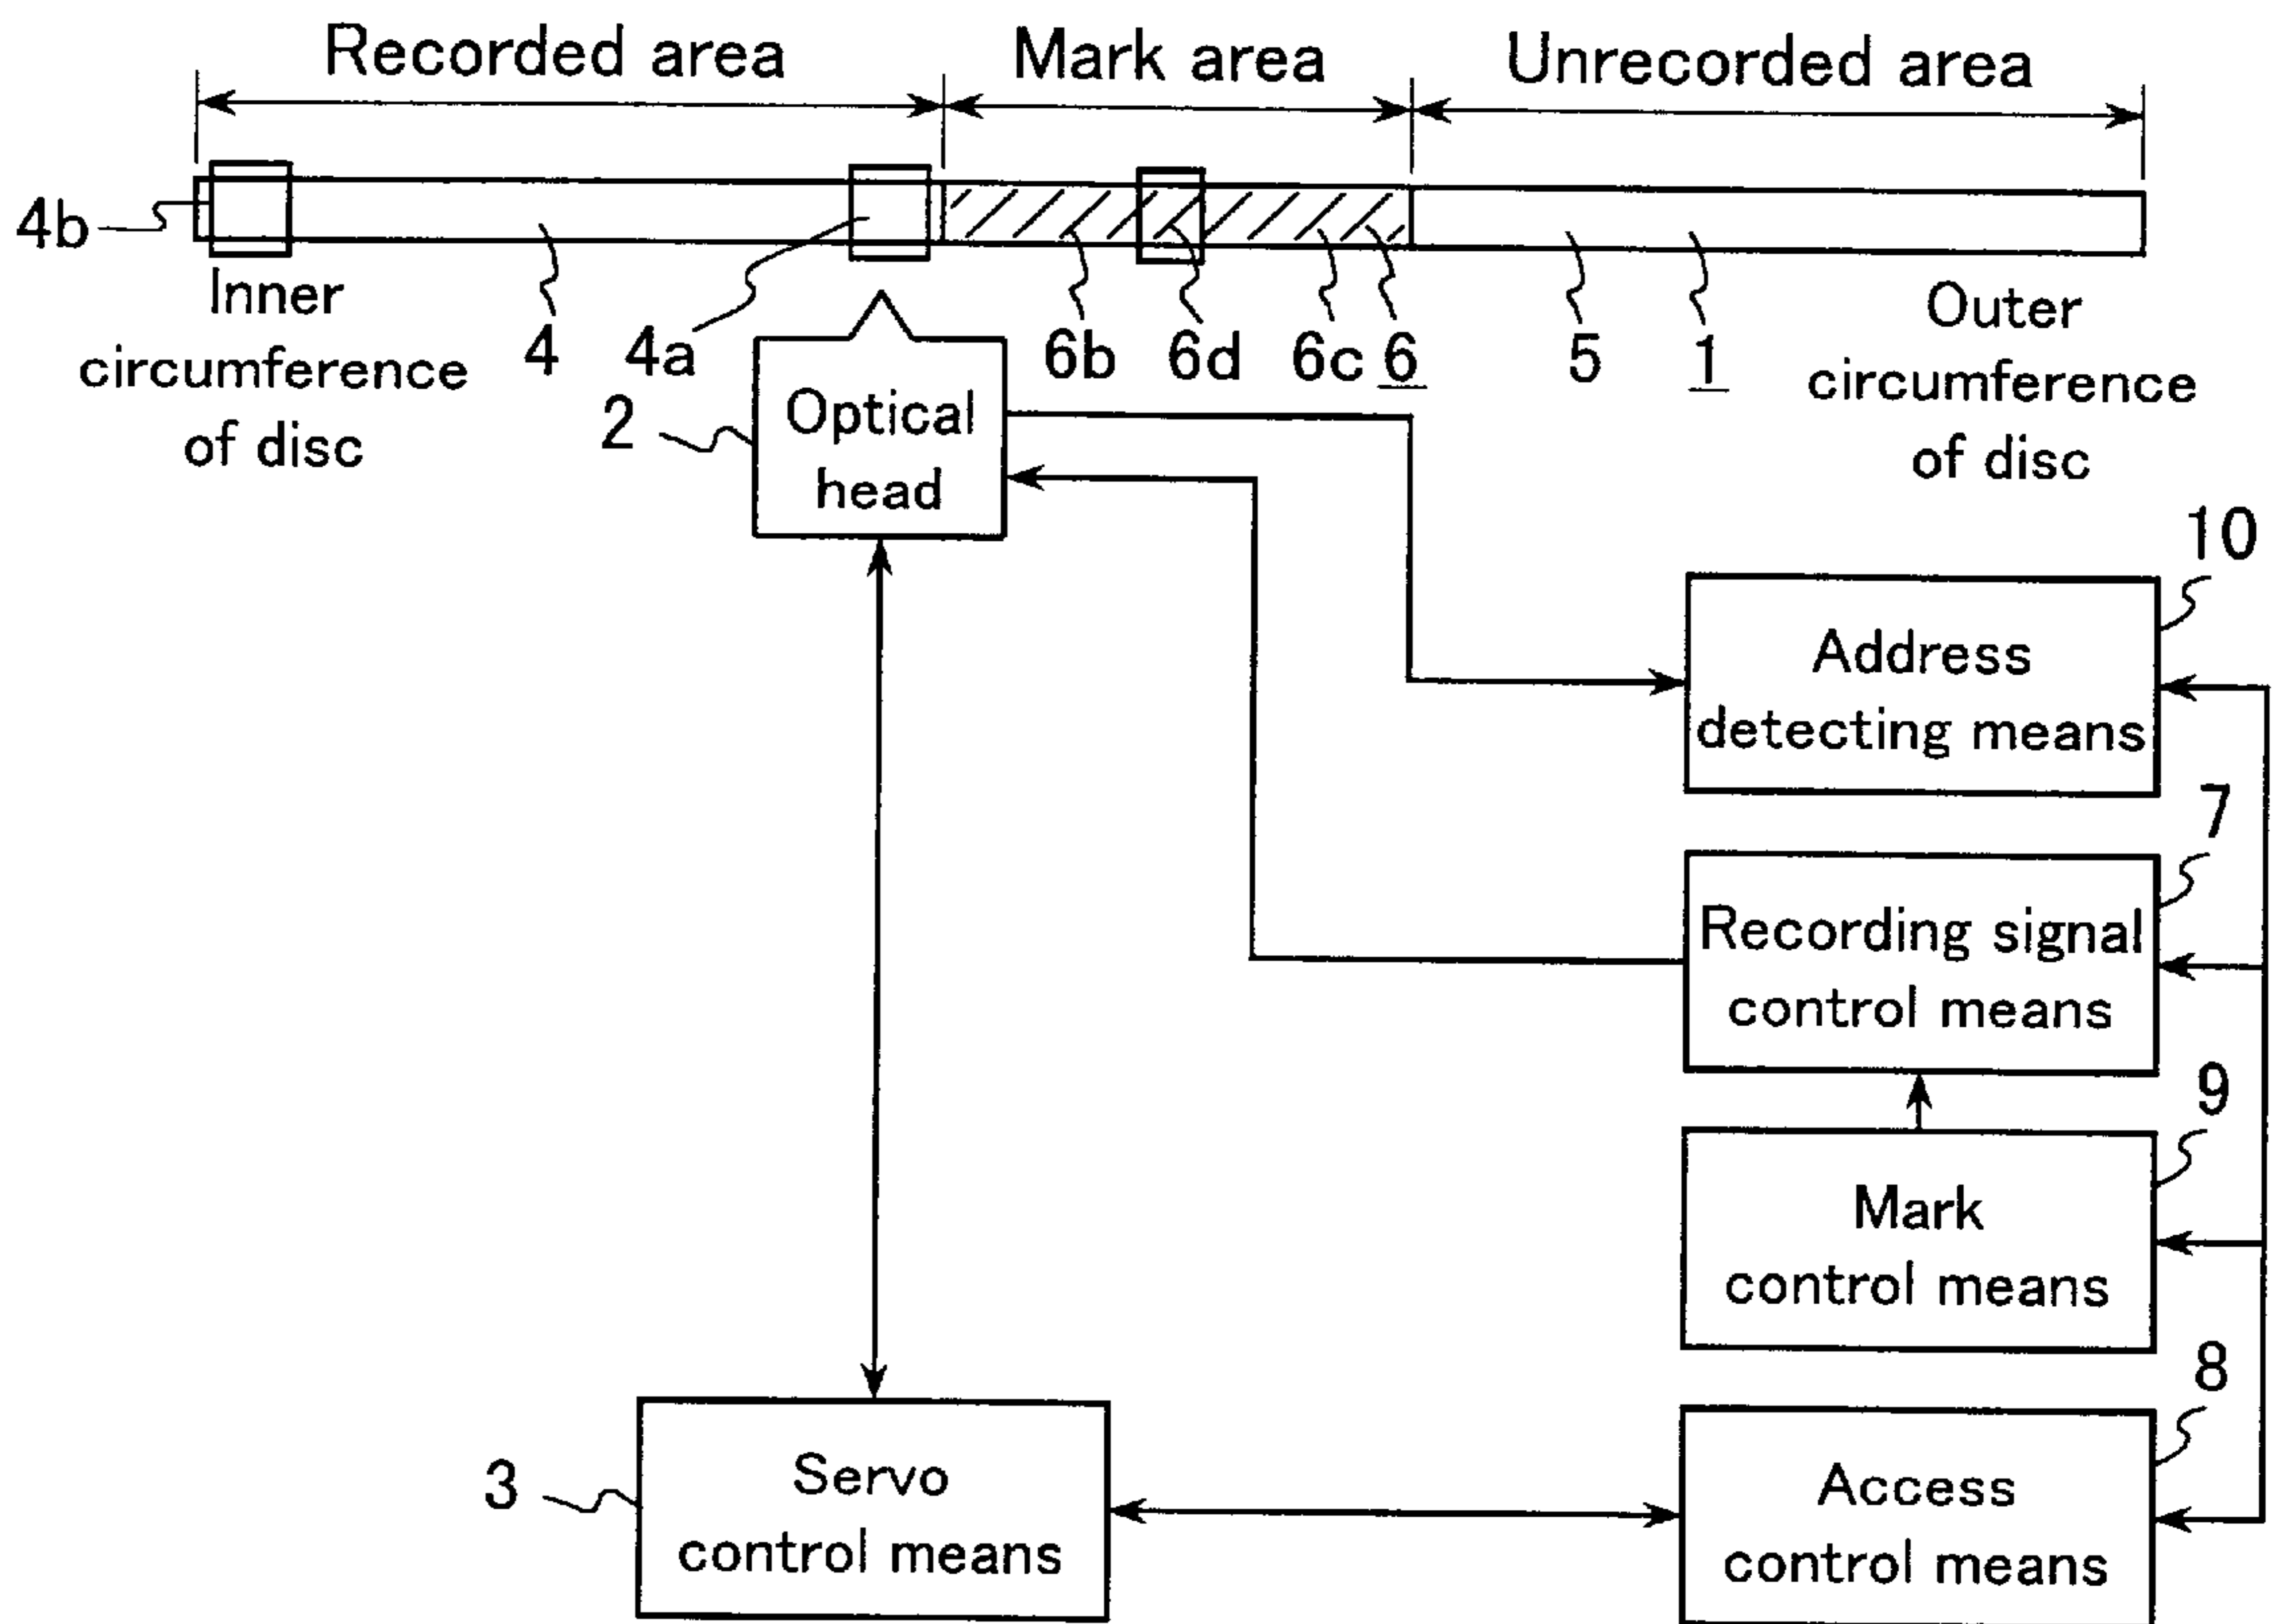 Recorded area
Mark area
Unrecorded area
4b
Inner
circumference
of disc
4
4a
6b
6d
6c
6
5
1
Outer
circumference
of disc
2
Optical
head
10
Address
detecting means
7
Recording signal
control means
9
Mark
control means
8
Access
control means
3
Servo
control means